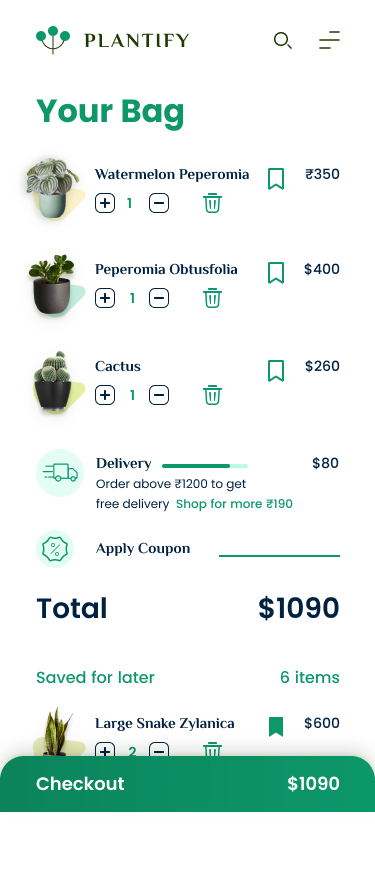 PLANTIFY
Your Bag
Watermelon Peperomia ₹350
1
Peperomia Obtusfolia $400
1
Cactus $260
1
Delivery $80
Order above ₹1200 to get
free delivery Shop for more ₹190
Apply Coupon
Total $1090
Saved for later 6 items
Large Snake Zylanica $600
2
Checkout $1090